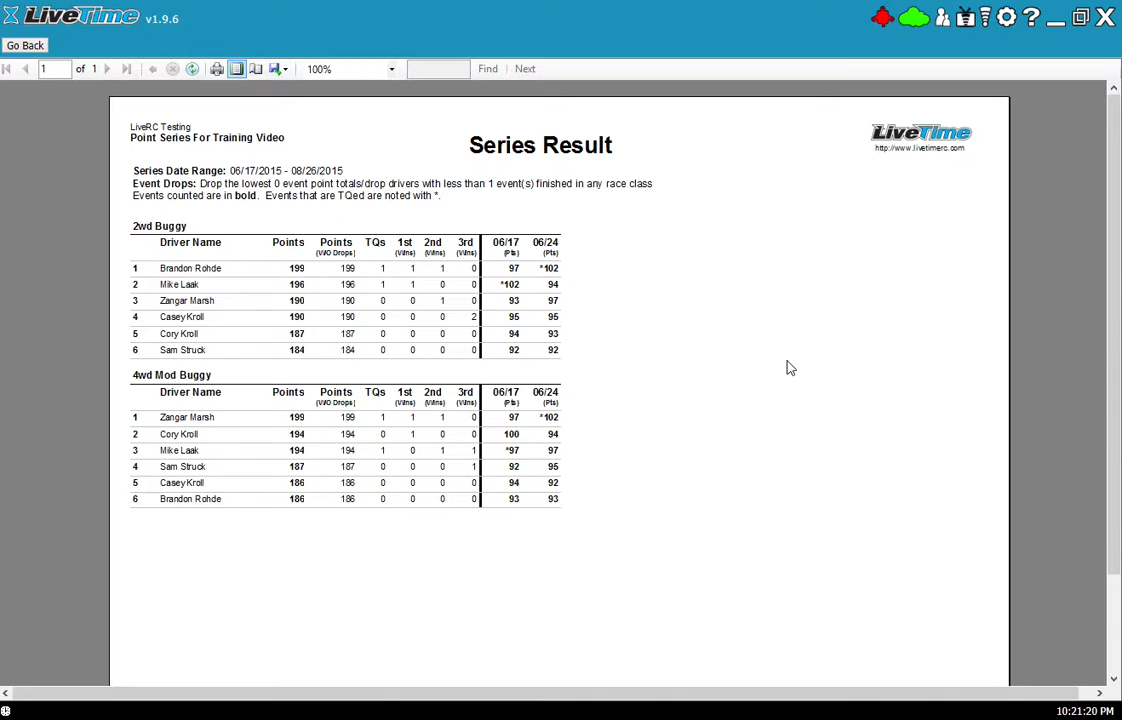 LiveTime v1.9.6
Go Back
1 of 1 100% Find Next
LiveRC Testing
Point Series For Training Video
Series Result
LiveTime
http://www.livetimerc.com
Series Date Range: 06/17/2015 - 08/26/2015
Event Drops: Drop the lowest 0 event point totals/drop drivers with less than 1 event(s) finished in any race class
Events counted are in bold. Events that are TQed are noted with *.
2wd Buggy
Driver Name Points Points TQs 1st 2nd 3rd 06/17 06/24
(W/O Drops) (Wins) (Wins) (Wins) (Pts) (Pts)
1 Brandon Rohde 199 199 1 1 1 0 97 *102
2 Mike Laak 196 196 1 1 0 0 *102 94
3 Zangar Marsh 190 190 0 0 1 0 93 97
4 Casey Kroll 190 190 0 0 0 2 95 95
5 Cory Kroll 187 187 0 0 0 0 94 93
6 Sam Struck 184 184 0 0 0 0 92 92
4wd Mod Buggy
Driver Name Points Points TQs 1st 2nd 3rd 06/17 06/24
(W/O Drops) (Wins) (Wins) (Wins) (Pts) (Pts)
1 Zangar Marsh 199 199 1 1 1 0 97 *102
2 Cory Kroll 194 194 0 1 0 0 100 94
3 Mike Laak 194 194 1 0 1 1 *97 97
4 Sam Struck 187 187 0 0 0 1 92 95
5 Casey Kroll 186 186 0 0 0 0 94 92
6 Brandon Rohde 186 186 0 0 0 0 93 93
10:21:20 PM